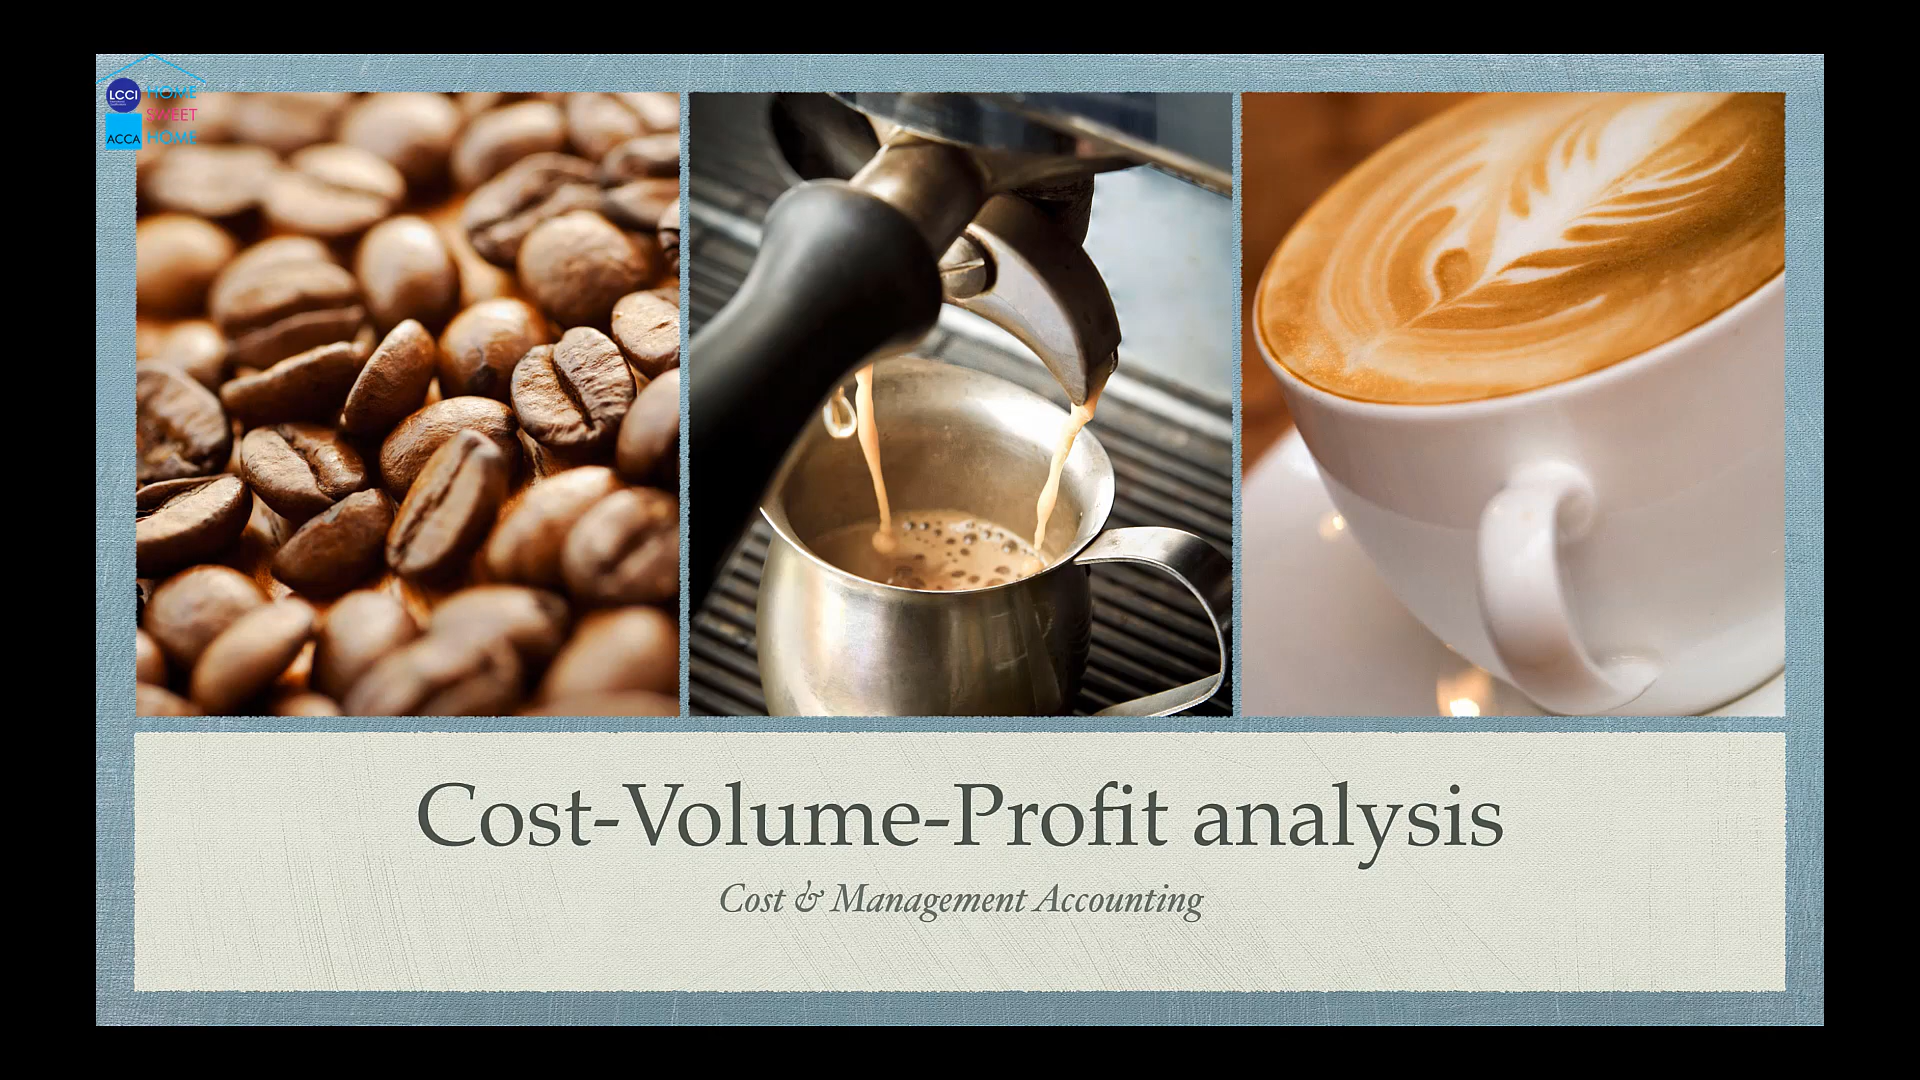 LCCI HOME
SWEET
ACCA HOME
Cost-Volume-Profit analysis
Cost & Management Accounting